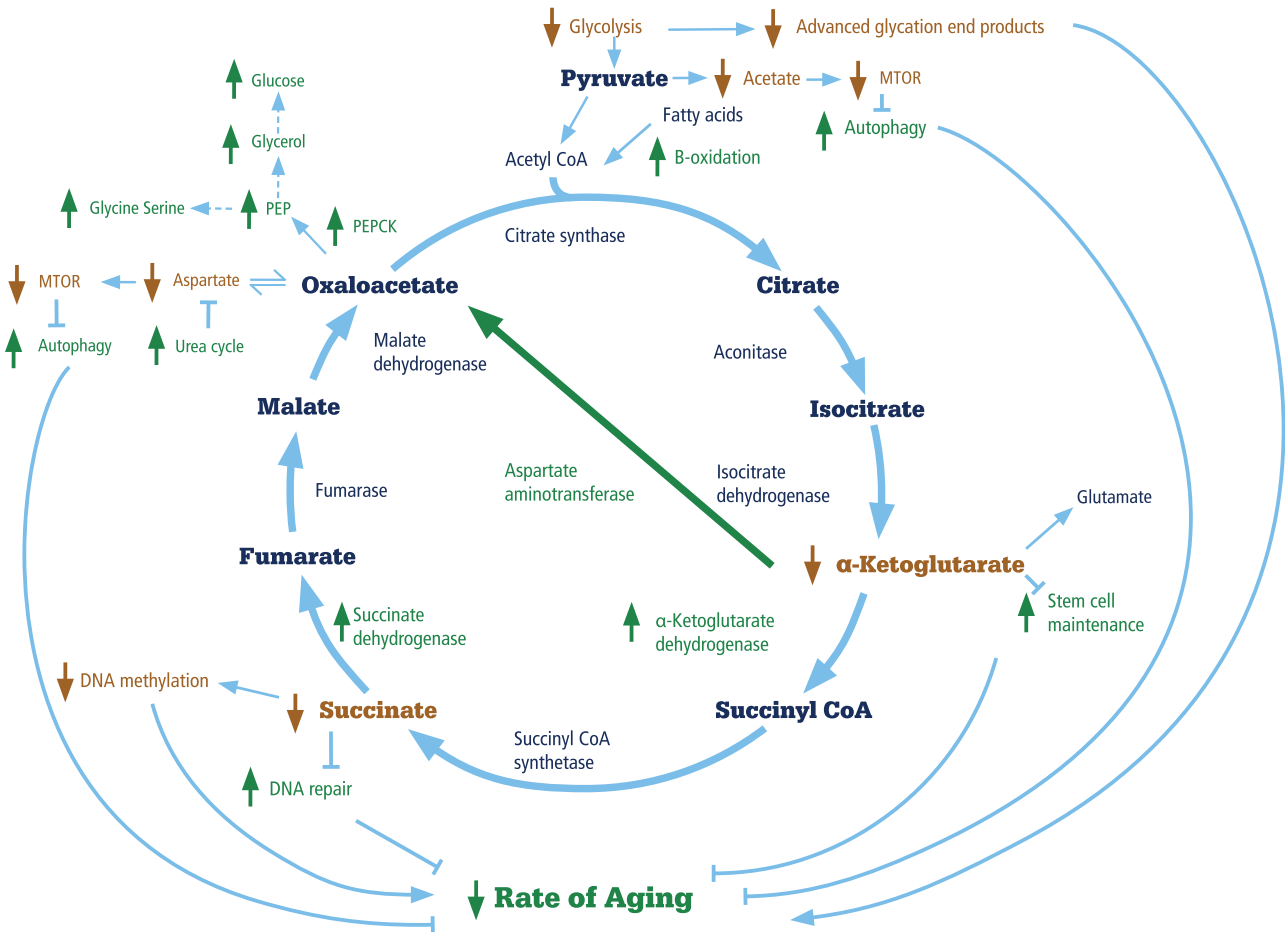 Glycolysis
Advanced glycation end products
Pyruvate
Acetate
MTOR
Glucose
Fatty acids
Autophagy
Glycerol
Acetyl CoA
B-oxidation
Glycine Serine
PEP
PEPCK
Citrate synthase
MTOR
Aspartate
Oxaloacetate
Citrate
Autophagy
Urea cycle
Malate
dehydrogenase
Aconitase
Malate
Isocitrate
Aspartate
aminotransferase
Isocitrate
dehydrogenase
Fumarase
Glutamate
Fumarate
α-Ketoglutarate
Stem cell
maintenance
Succinate
dehydrogenase
α-Ketoglutarate
dehydrogenase
DNA methylation
Succinate
Succinyl CoA
Succinyl CoA
synthetase
DNA repair
Rate of Aging